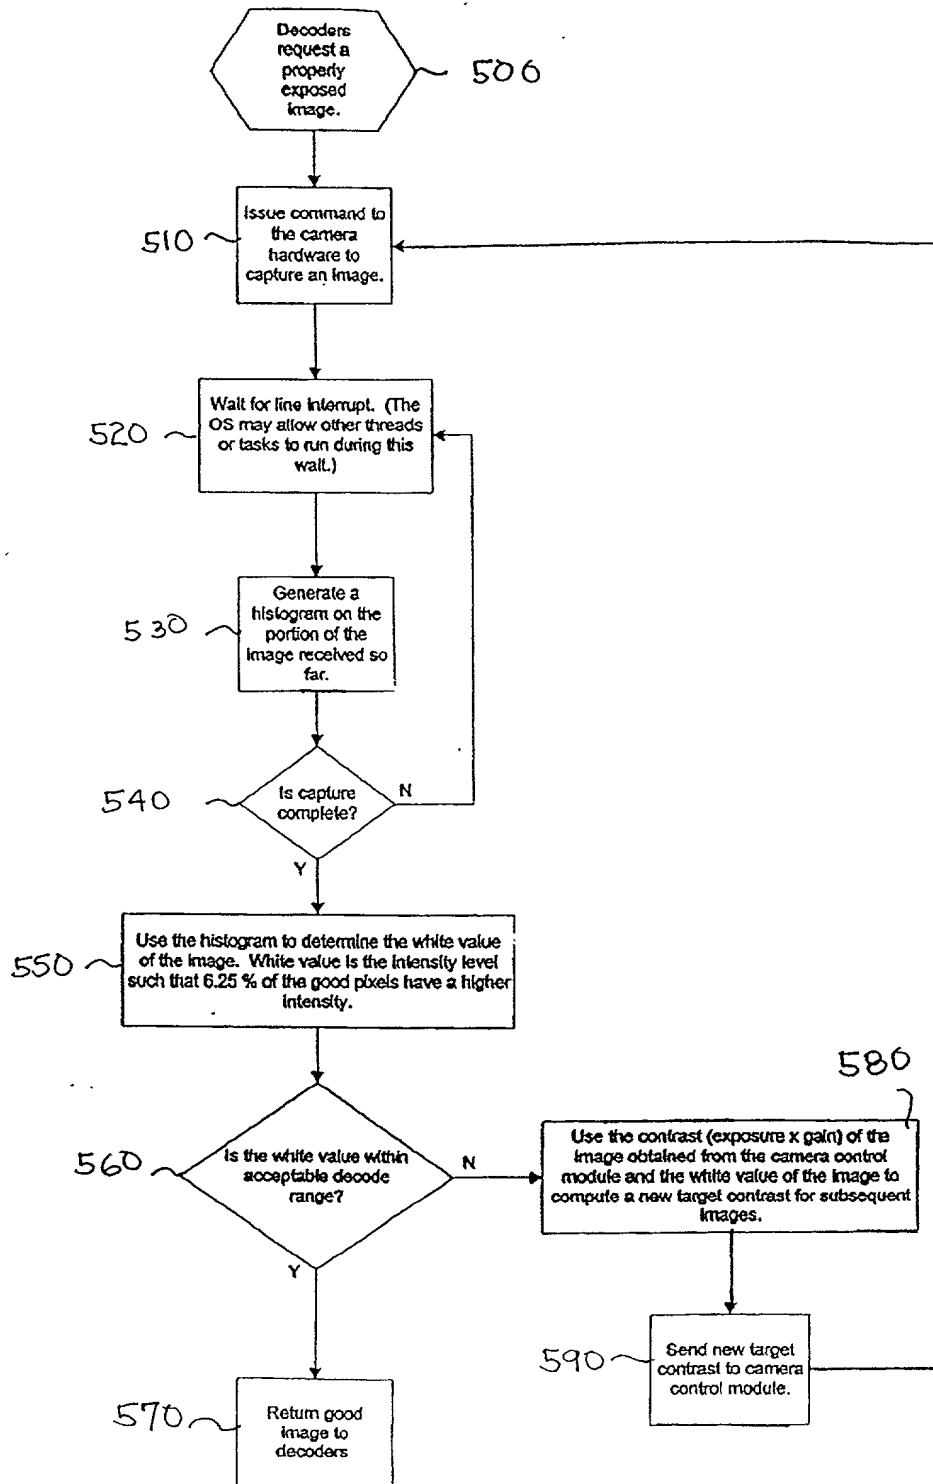 Decoders
request a
properly
exposed
image.
500
Issue command to
the camera
hardware to
capture an image.
510
Wait for line interrupt. (The
OS may allow other threads
or tasks to run during this
wait.)
520
Generate a
histogram on the
portion of the
image received so
far.
530
Is capture
complete?
540
N
Y
Use the histogram to determine the white value
of the image. White value is the intensity level
such that 6.25 % of the good pixels have a higher
intensity.
550
Is the white value within
acceptable decode
range?
560
N
Y
580
Use the contrast (exposure x gain) of the
image obtained from the camera control
module and the white value of the image to
compute a new target contrast for subsequent
images.
590
Send new target
contrast to camera
control module.
570
Return good
image to
decoders